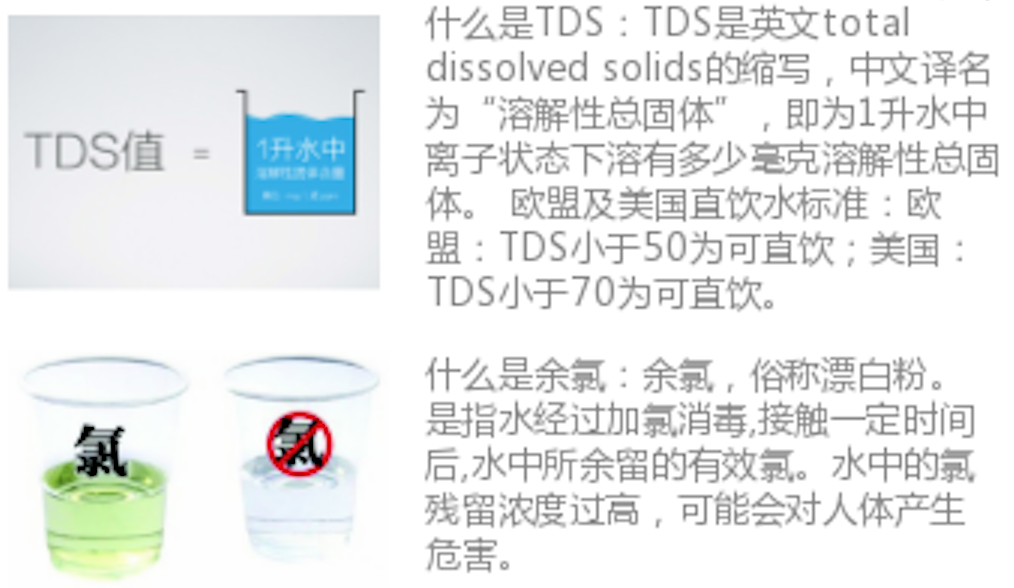 TDS值 =
1升水中
什么是TDS：TDS是英文total
dissolved solids的缩写，中文译名
为“溶解性总固体”，即为1升水中
离子状态下溶有多少毫克溶解性总固
体。 欧盟及美国直饮水标准：欧
盟：TDS小于50为可直饮；美国：
TDS小于70为可直饮。
氯
氯
什么是余氯：余氯，俗称漂白粉。
是指水经过加氯消毒,接触一定时间
后,水中所余留的有效氯。水中的氯
残留浓度过高，可能会对人体产生
危害。